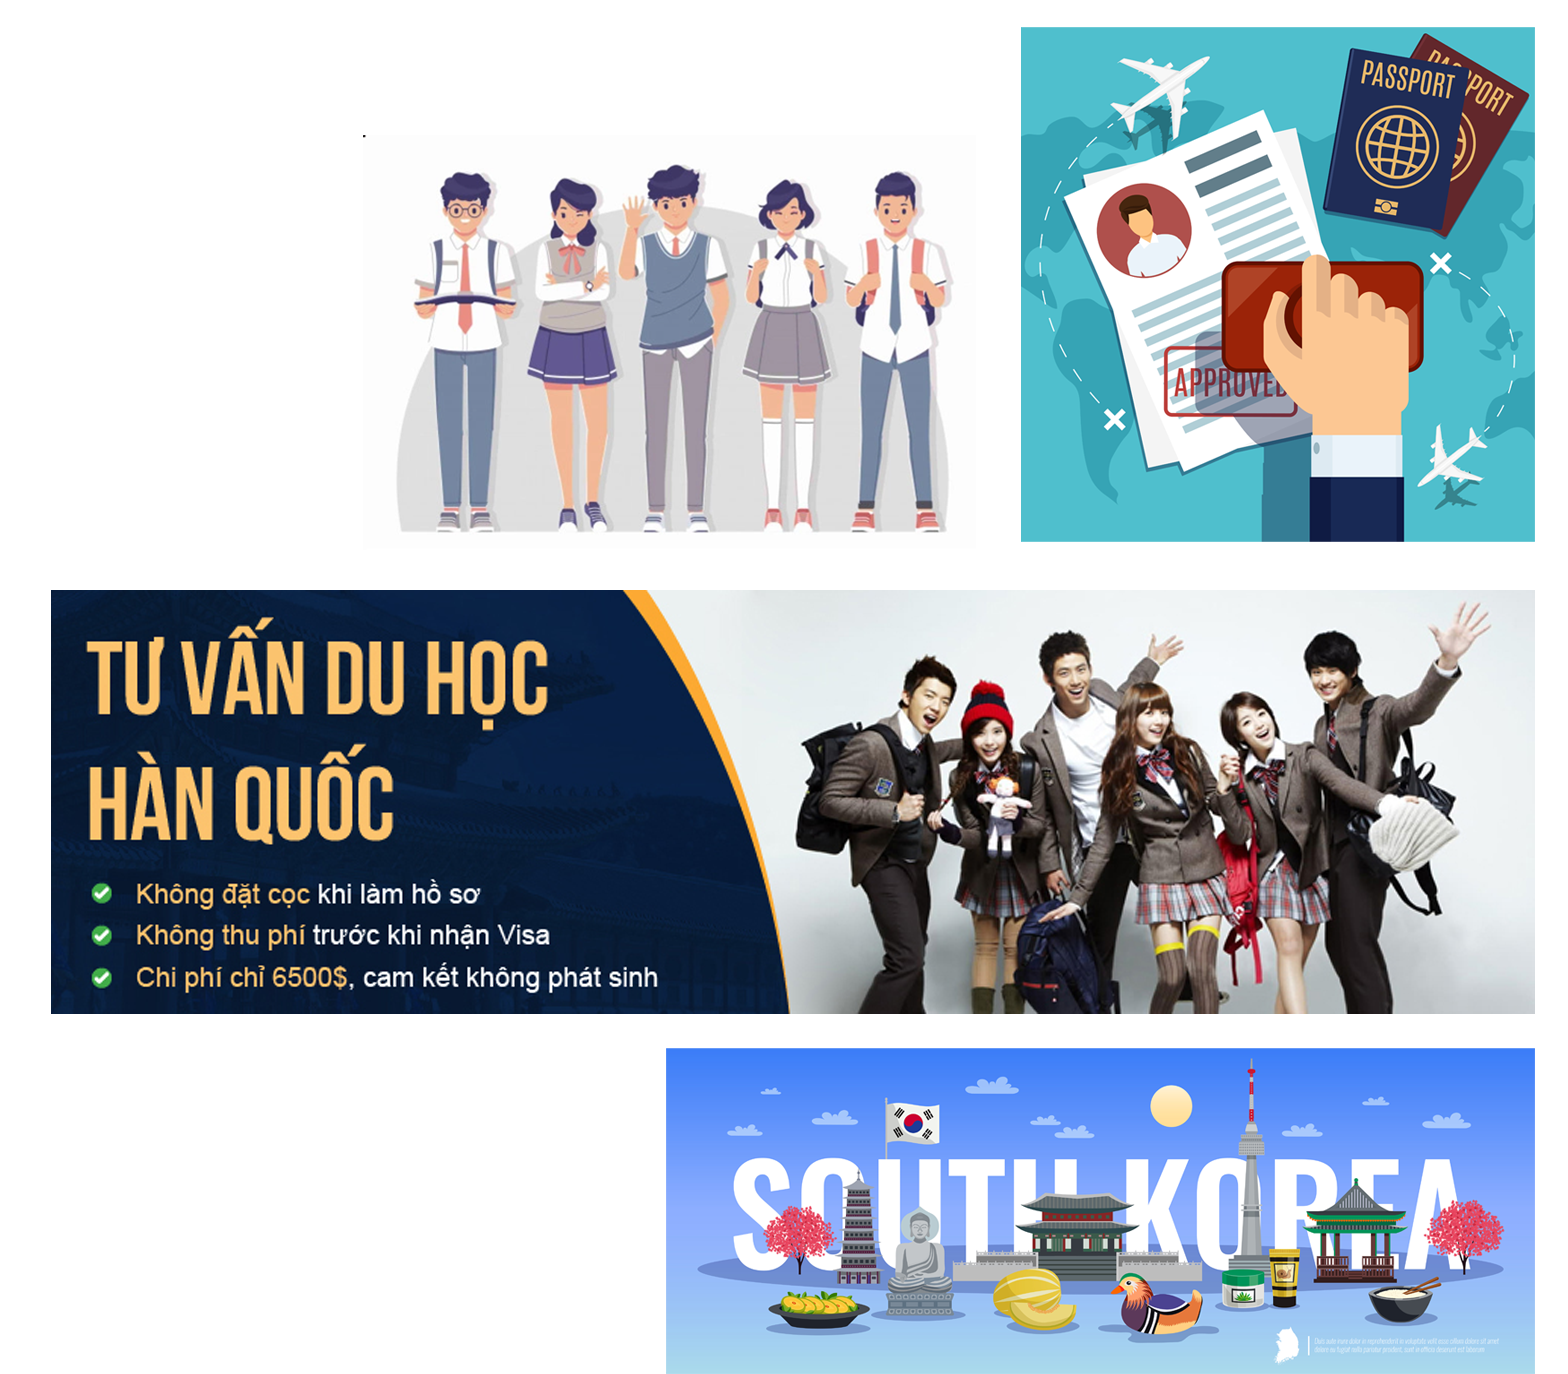 PASSPORT
PASSPORT
APPROVED
TƯ VẤN DU HỌC
HÀN QUỐC
Không đặt cọc khi làm hồ sơ
Không thu phí trước khi nhận Visa
Chi phí chỉ 6500$, cam kết không phát sinh
SOUTH KOREA